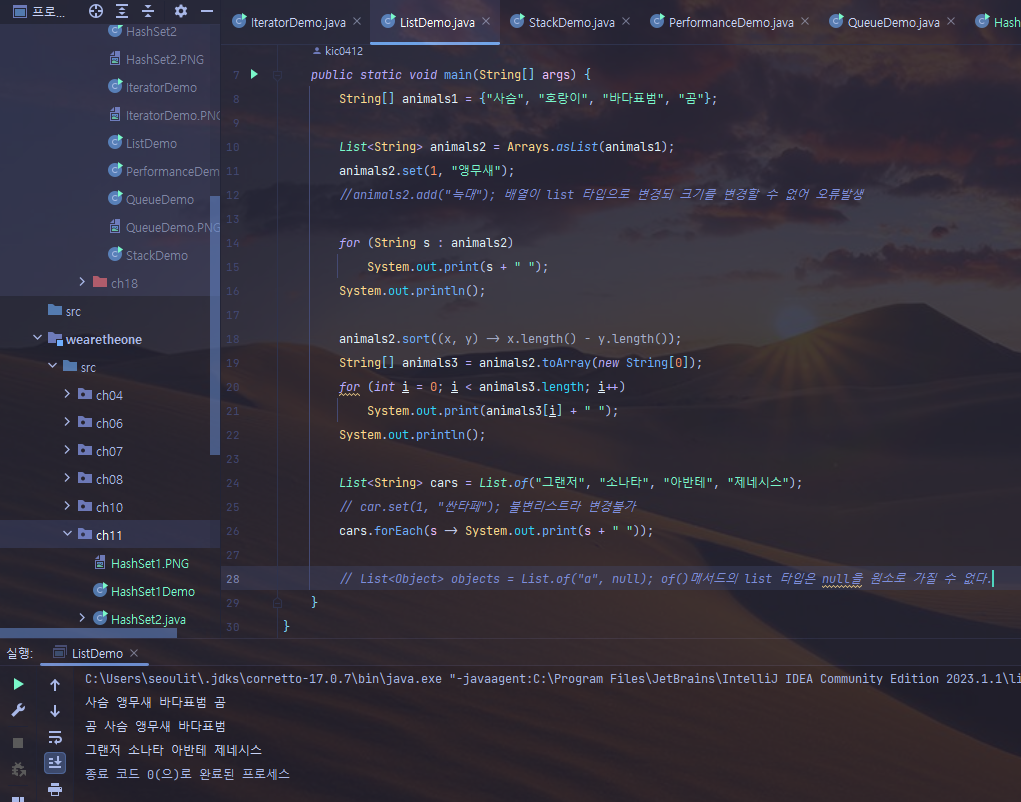 프로...
IteratorDemo.java
ListDemo.java
StackDemo.java
PerformanceDemo.java
QueueDemo.java
Hash
HashSet2
HashSet2.PNG
IteratorDemo
IteratorDemo.PNG
ListDemo
PerformanceDem
QueueDemo
QueueDemo.PNG
StackDemo
ch18
src
wearetheone
src
ch04
ch06
ch07
ch08
ch10
ch11
HashSet1.PNG
HashSet1Demo
HashSet2.java
kic0412
7 public static void main(String[] args) {
8 String[] animals1 = {"사슴", "호랑이", "바다표범", "곰"};
9
10 List<String> animals2 = Arrays.asList(animals1);
11 animals2.set(1, "앵무새");
12 //animals2.add("늑대"); 배열이 list 타입으로 변경되 크기를 변경할 수 없어 오류발생
13
14 for (String s : animals2)
15 System.out.print(s + " ");
16 System.out.println();
17
18 animals2.sort((x, y) -> x.length() - y.length());
19 String[] animals3 = animals2.toArray(new String[0]);
20 for (int i = 0; i < animals3.length; i++)
21 System.out.print(animals3[i] + " ");
22 System.out.println();
23
24 List<String> cars = List.of("그랜저", "소나타", "아반테", "제네시스");
25 // car.set(1, "싼타페"); 불변리스트라 변경불가
26 cars.forEach(s -> System.out.print(s + " "));
27
28 // List<Object> objects = List.of("a", null); of()메서드의 list 타입은 null을 원소로 가질 수 없다.
29 }
30 }
실행: ListDemo
C:\Users\seoulit\.jdks\corretto-17.0.7\bin\java.exe "-javaagent:C:\Program Files\JetBrains\IntelliJ IDEA Community Edition 2023.1.1\li
사슴 앵무새 바다표범 곰
곰 사슴 앵무새 바다표범
그랜저 소나타 아반테 제네시스
종료 코드 0(으)로 완료된 프로세스